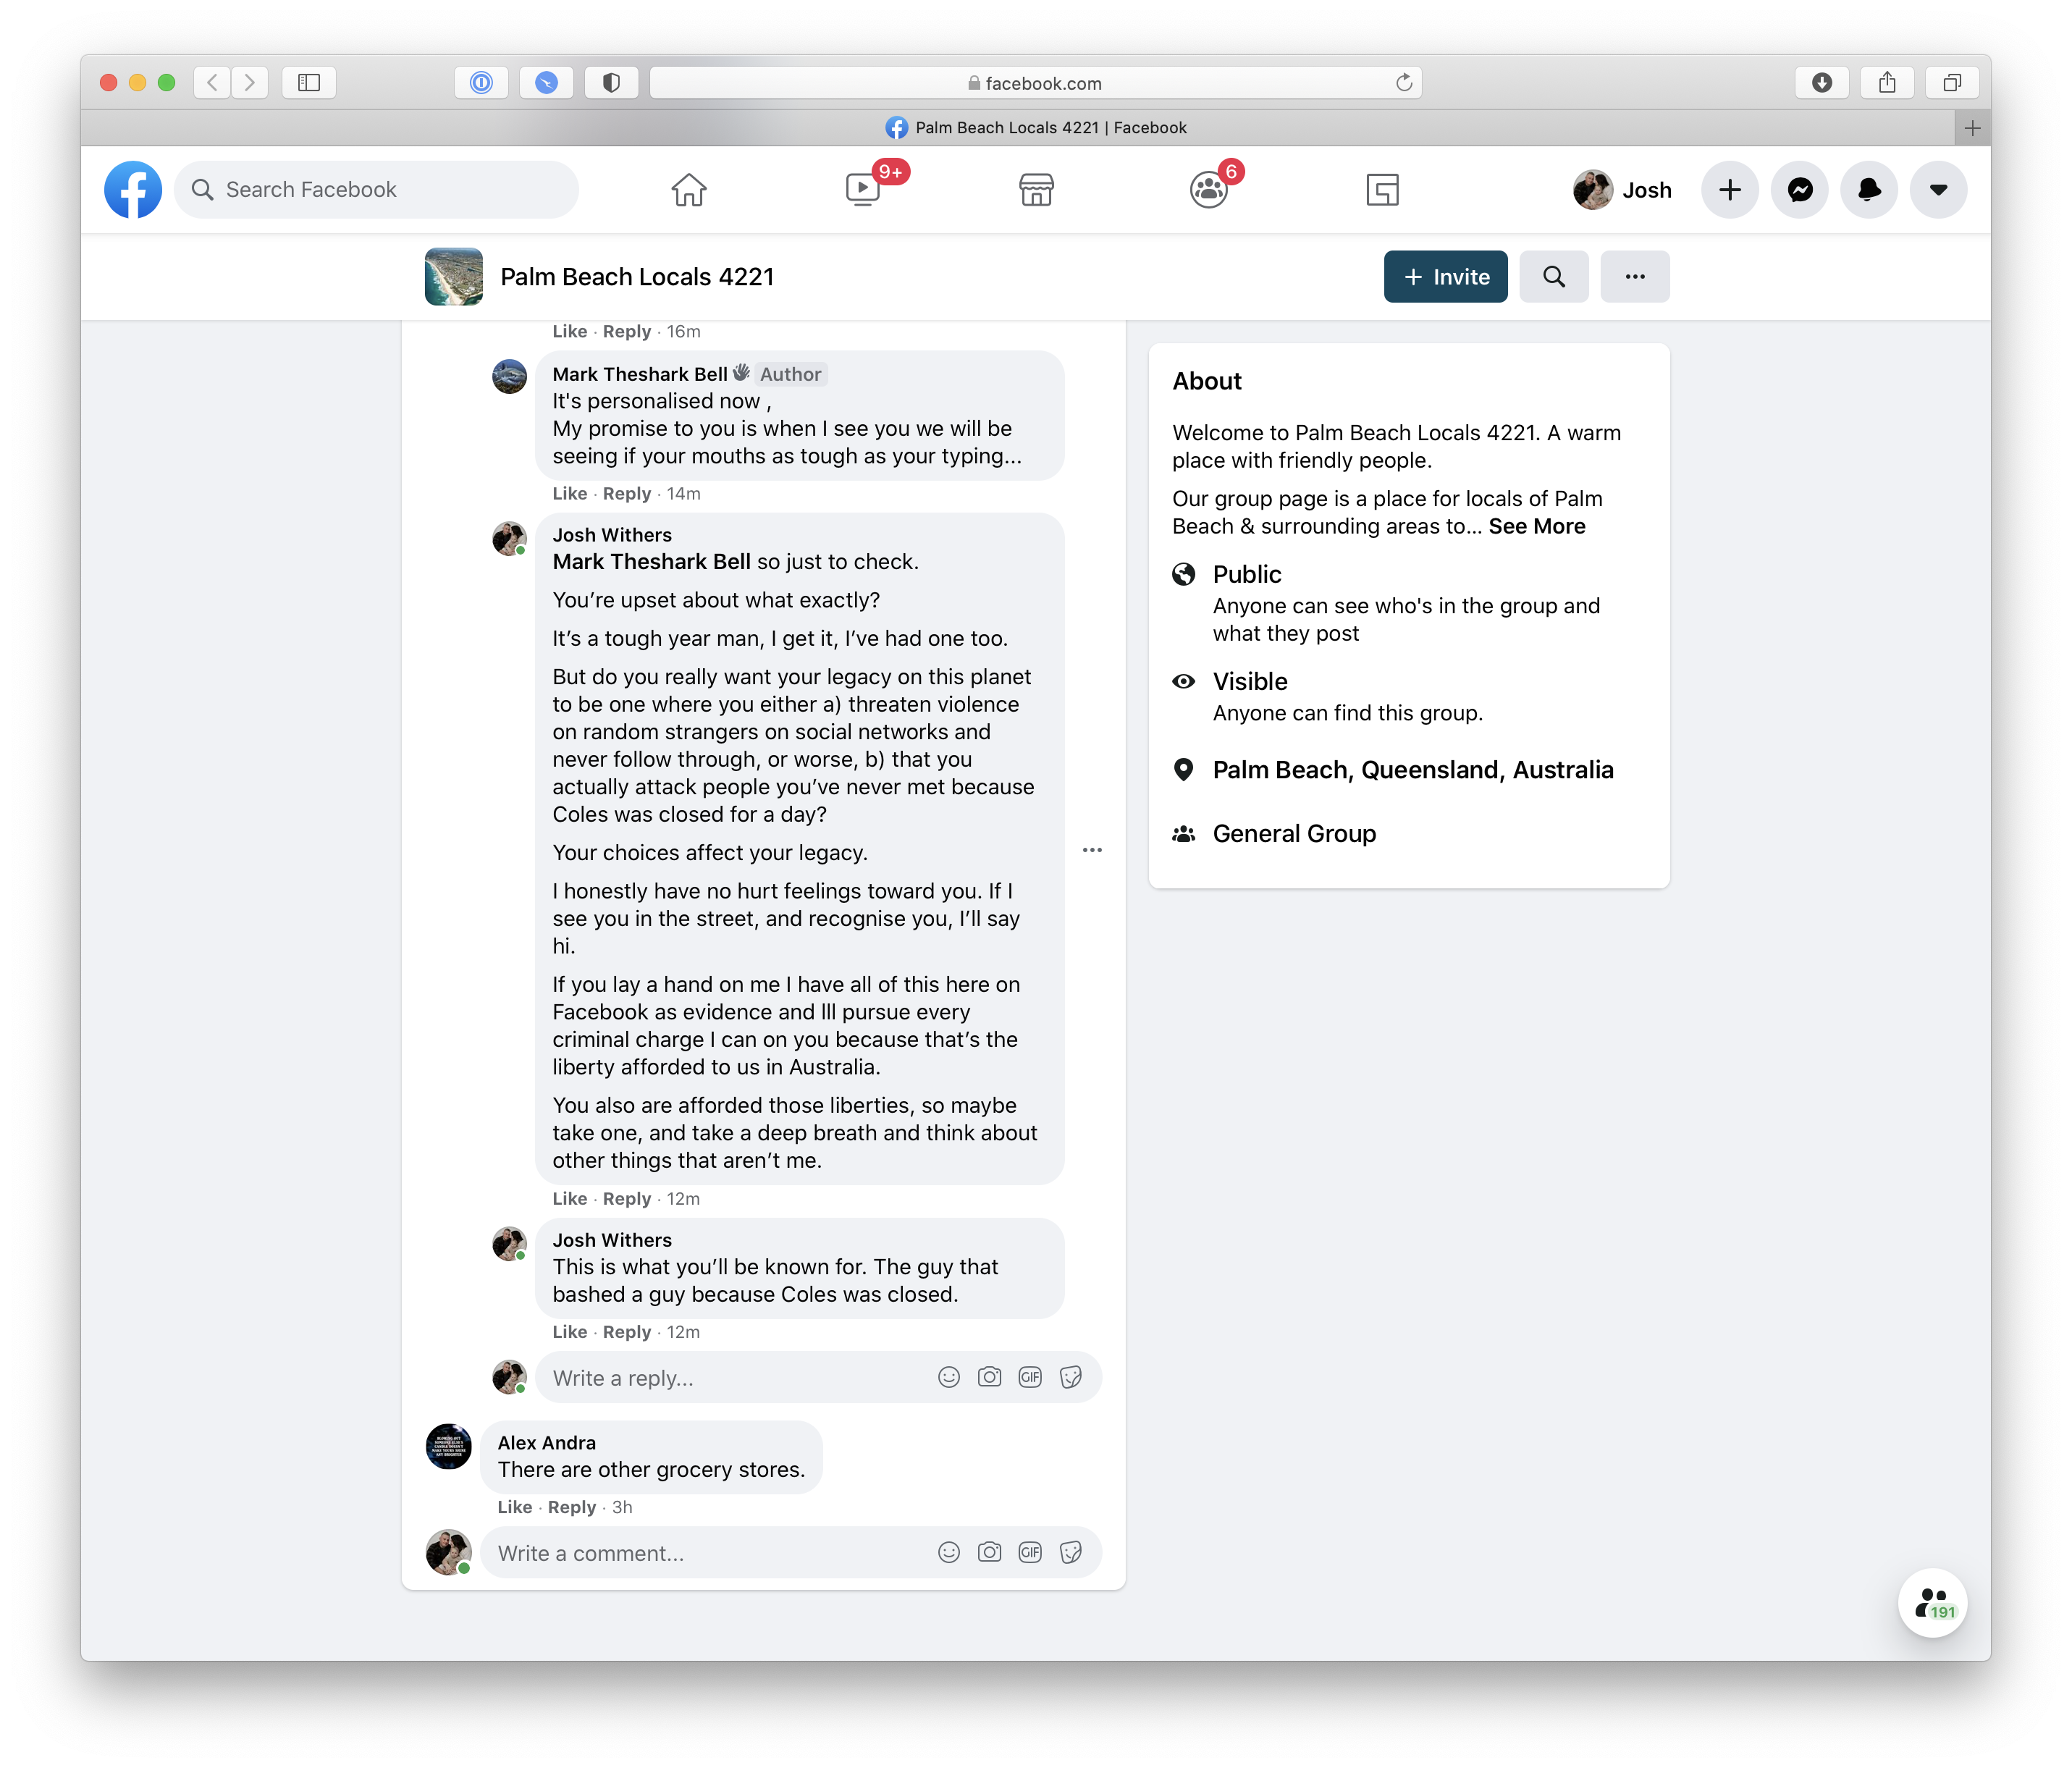 facebook.com
Palm Beach Locals 4221 | Facebook
Search Facebook
9+
6
Josh
Palm Beach Locals 4221
+ Invite
Like · Reply · 16m
Mark Theshark Bell Author
It's personalised now ,
My promise to you is when I see you we will be
seeing if your mouths as tough as your typing...
Like · Reply · 14m
Josh Withers
Mark Theshark Bell so just to check.
You’re upset about what exactly?
It’s a tough year man, I get it, I’ve had one too.
But do you really want your legacy on this planet
to be one where you either a) threaten violence
on random strangers on social networks and
never follow through, or worse, b) that you
actually attack people you’ve never met because
Coles was closed for a day?
Your choices affect your legacy.
I honestly have no hurt feelings toward you. If I
see you in the street, and recognise you, I’ll say
hi.
If you lay a hand on me I have all of this here on
Facebook as evidence and Ill pursue every
criminal charge I can on you because that’s the
liberty afforded to us in Australia.
You also are afforded those liberties, so maybe
take one, and take a deep breath and think about
other things that aren’t me.
Like · Reply · 12m
Josh Withers
This is what you’ll be known for. The guy that
bashed a guy because Coles was closed.
Like · Reply · 12m
Write a reply...
GIF
Alex Andra
There are other grocery stores.
Like · Reply · 3h
Write a comment...
GIF
About
Welcome to Palm Beach Locals 4221. A warm
place with friendly people.
Our group page is a place for locals of Palm
Beach & surrounding areas to... See More
Public
Anyone can see who's in the group and
what they post
Visible
Anyone can find this group.
Palm Beach, Queensland, Australia
General Group
191